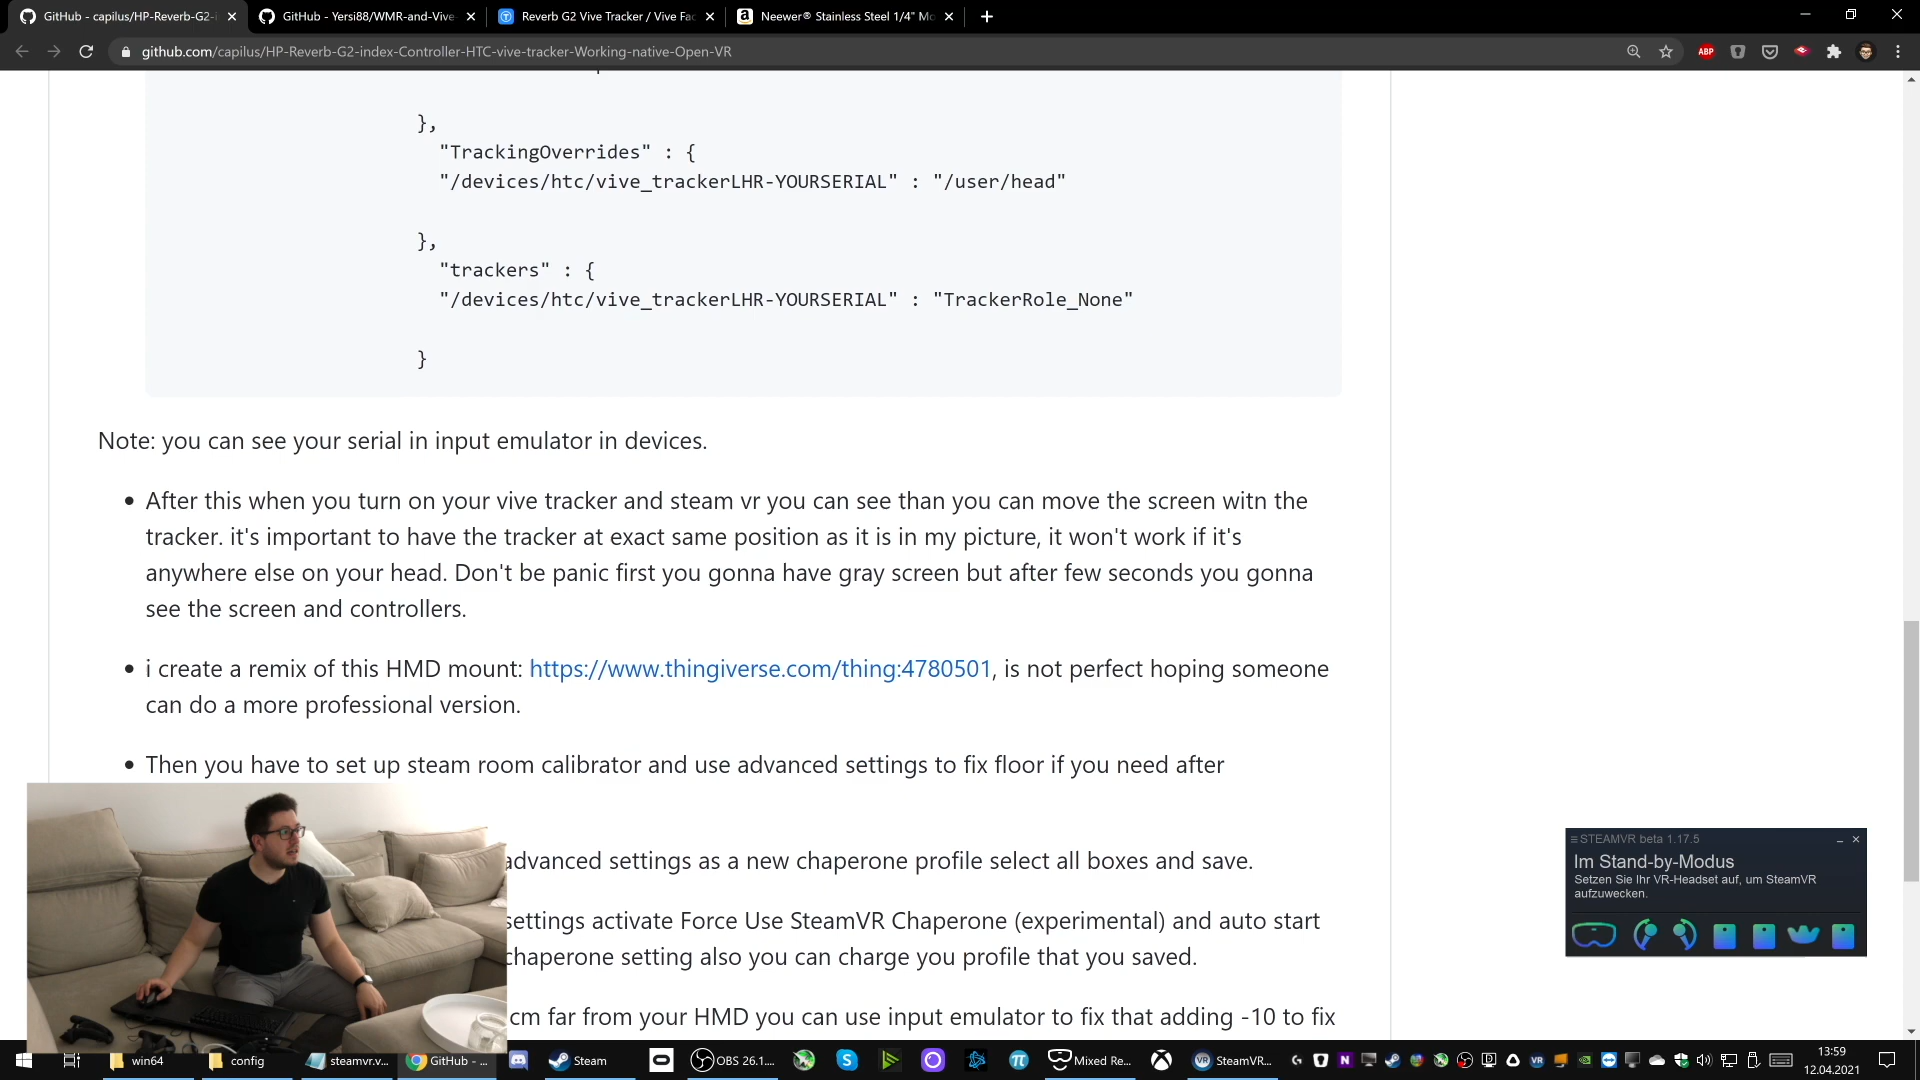 GitHub - capilus/HP-Reverb-G2-i
GitHub - Yersi88/WMR-and-Vive-
Reverb G2 Vive Tracker / Vive Fac
Neewer® Stainless Steel 1/4" Mo
github.com/capilus/HP-Reverb-G2-index-Controller-HTC-vive-tracker-Working-native-Open-VR
ABP
},
"TrackingOverrides" : {
"/devices/htc/vive_trackerLHR-YOURSERIAL" : "/user/head"
},
"trackers" : {
"/devices/htc/vive_trackerLHR-YOURSERIAL" : "TrackerRole_None"
}
Note: you can see your serial in input emulator in devices.
• After this when you turn on your vive tracker and steam vr you can see than you can move the screen witn the
tracker. it's important to have the tracker at exact same position as it is in my picture, it won't work if it's
anywhere else on your head. Don't be panic first you gonna have gray screen but after few seconds you gonna
see the screen and controllers.
• i create a remix of this HMD mount: https://www.thingiverse.com/thing:4780501, is not perfect hoping someone
can do a more professional version.
• Then you have to set up steam room calibrator and use advanced settings to fix floor if you need after
advanced settings as a new chaperone profile select all boxes and save.
settings activate Force Use SteamVR Chaperone (experimental) and auto start
chaperone setting also you can charge you profile that you saved.
cm far from your HMD you can use input emulator to fix that adding -10 to fix
STEAMVR beta 1.17.5
Im Stand-by-Modus
Setzen Sie Ihr VR-Headset auf, um SteamVR
aufzuwecken.
win64
config
steamvr.v...
GitHub - ...
Steam
OBS 26.1...
Mixed Re...
SteamVR...
13:59
12.04.2021